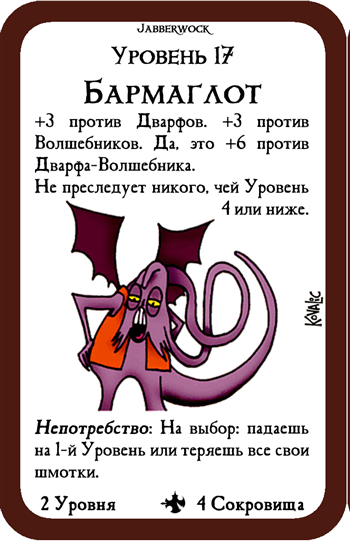 Jabberwock
Уровень 17
Бармаглот
+3 против Дварфов. +3 против
Волшебников. Да, это +6 против
Дварфа-Волшебника.
Не преследует никого, чей Уровень
4 или ниже.
Kovalic
Непотребство: На выбор: падаешь
на 1-й Уровень или теряешь все свои
шмотки.
2 Уровня 4 Сокровища